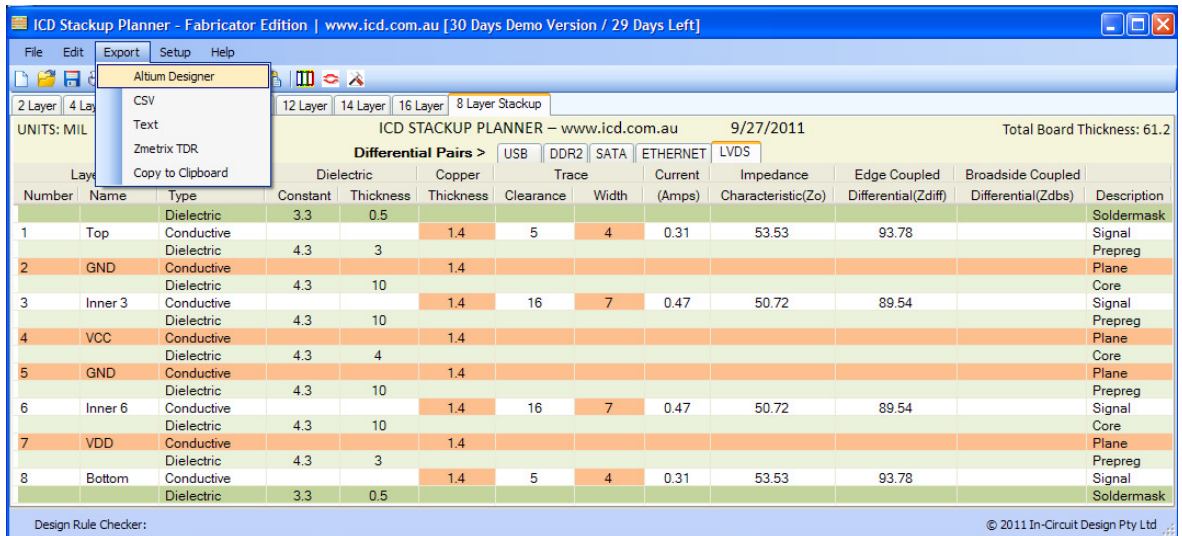 ICD Stackup Planner - Fabricator Edition | www.icd.com.au [30 Days Demo Version / 29 Days Left]
File Edit Export Setup Help
Altium Designer
CSV
Text
Zmetrix TDR
Copy to Clipboard
2 Layer 4 Lay 12 Layer 14 Layer 16 Layer 8 Layer Stackup
UNITS: MIL ICD STACKUP PLANNER – www.icd.com.au 9/27/2011 Total Board Thickness: 61.2
Differential Pairs > USB DDR2 SATA ETHERNET LVDS
Laye Dielectric Copper Trace Current Impedance Edge Coupled Broadside Coupled
Number Name Type Constant Thickness Thickness Clearance Width (Amps) Characteristic(Zo) Differential(Zdiff) Differential(Zdbs) Description
Dielectric 3.3 0.5 Soldermask
1 Top Conductive 1.4 5 4 0.31 53.53 93.78 Signal
Dielectric 4.3 3 Prepreg
2 GND Conductive 1.4 Plane
Dielectric 4.3 10 Core
3 Inner 3 Conductive 1.4 16 7 0.47 50.72 89.54 Signal
Dielectric 4.3 10 Prepreg
4 VCC Conductive 1.4 Plane
Dielectric 4.3 4 Core
5 GND Conductive 1.4 Plane
Dielectric 4.3 10 Prepreg
6 Inner 6 Conductive 1.4 16 7 0.47 50.72 89.54 Signal
Dielectric 4.3 10 Core
7 VDD Conductive 1.4 Plane
Dielectric 4.3 3 Prepreg
8 Bottom Conductive 1.4 5 4 0.31 53.53 93.78 Signal
Dielectric 3.3 0.5 Soldermask
Design Rule Checker: © 2011 In-Circuit Design Pty Ltd